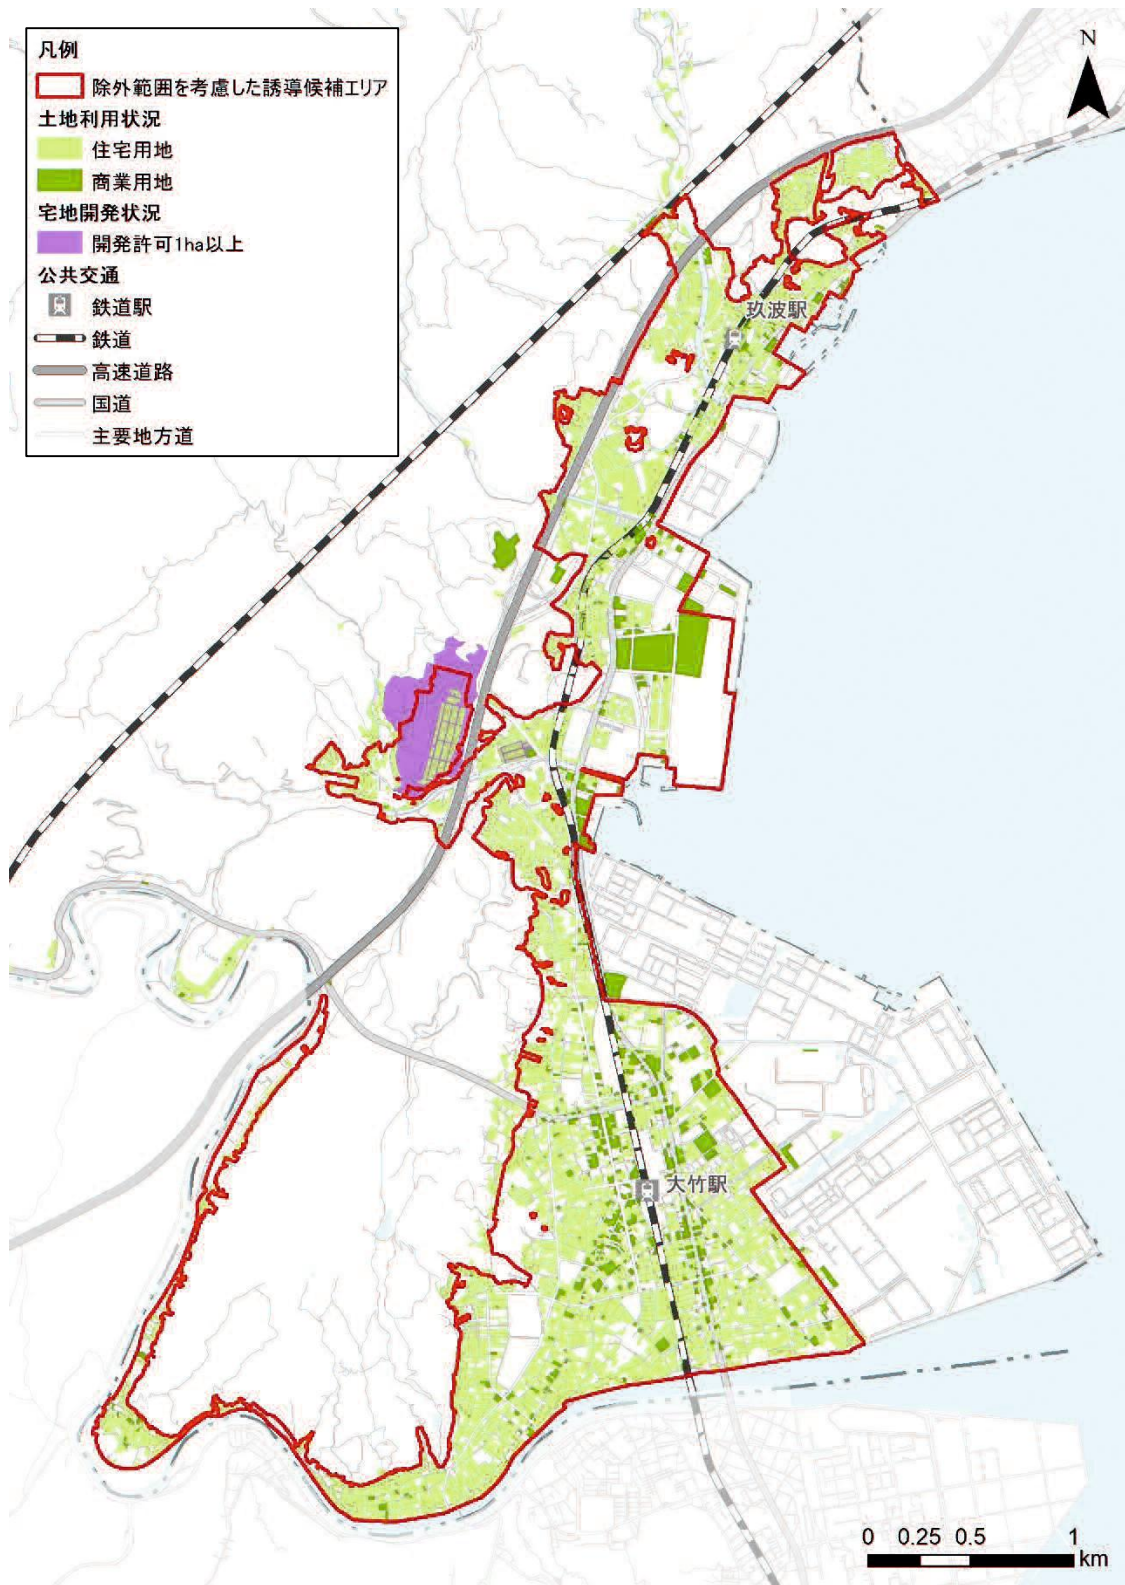 凡例
除外範囲を考慮した誘導候補エリア
土地利用状況
住宅用地
商業用地
宅地開発状況
開発許可1ha以上
公共交通
鉄道駅
鉄道
高速道路
国道
主要地方道
N
玖波駅
大竹駅
0 0.25 0.5 1
km